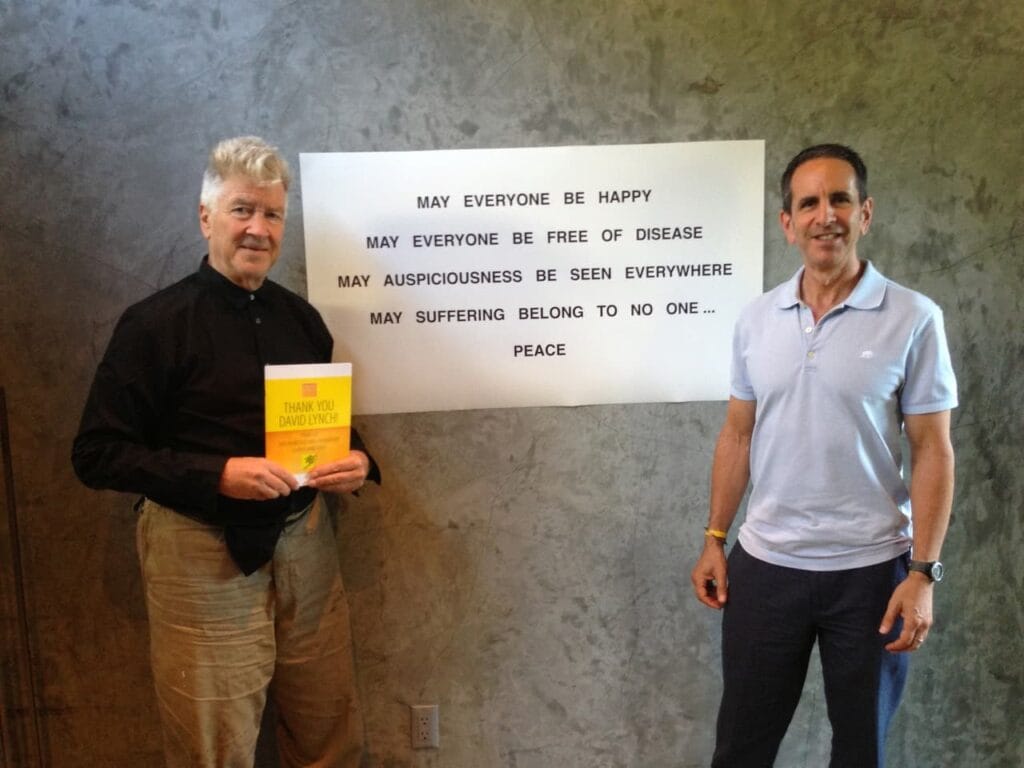 MAY EVERYONE BE HAPPY
MAY EVERYONE BE FREE OF DISEASE
MAY AUSPICIOUSNESS BE SEEN EVERYWHERE
MAY SUFFERING BELONG TO NO ONE...
PEACE
THANK YOU
DAVID LYNCH!